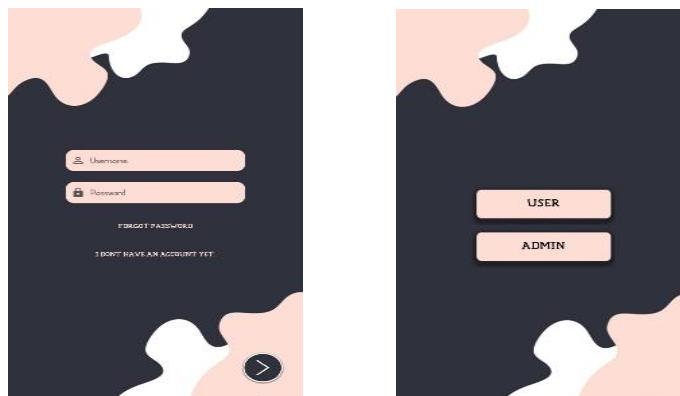 Username
Password
FORGOT PASSWORD
I DONT HAVE AN ACCOUNT YET.
USER
ADMIN